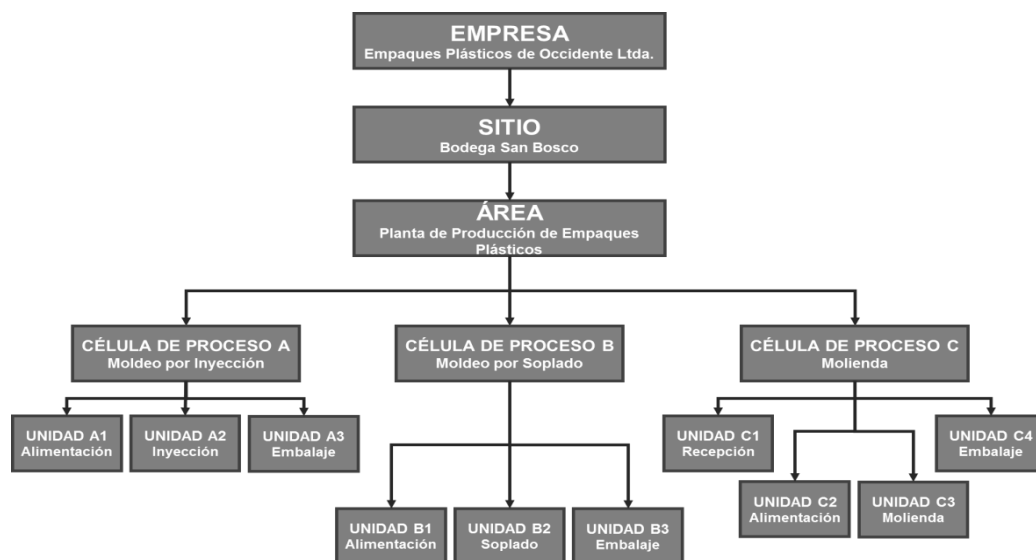 EMPRESA
Empaques Plásticos de Occidente Ltda.
SITIO
Bodega San Bosco
ÁREA
Planta de Producción de Empaques
Plásticos
CÉLULA DE PROCESO A
Moldeo por Inyección
CÉLULA DE PROCESO B
Moldeo por Soplado
CÉLULA DE PROCESO C
Molienda
UNIDAD A1
Alimentación
UNIDAD A2
Inyección
UNIDAD A3
Embalaje
UNIDAD C1
Recepción
UNIDAD C4
Embalaje
UNIDAD C2
Alimentación
UNIDAD C3
Molienda
UNIDAD B1
Alimentación
UNIDAD B2
Soplado
UNIDAD B3
Embalaje